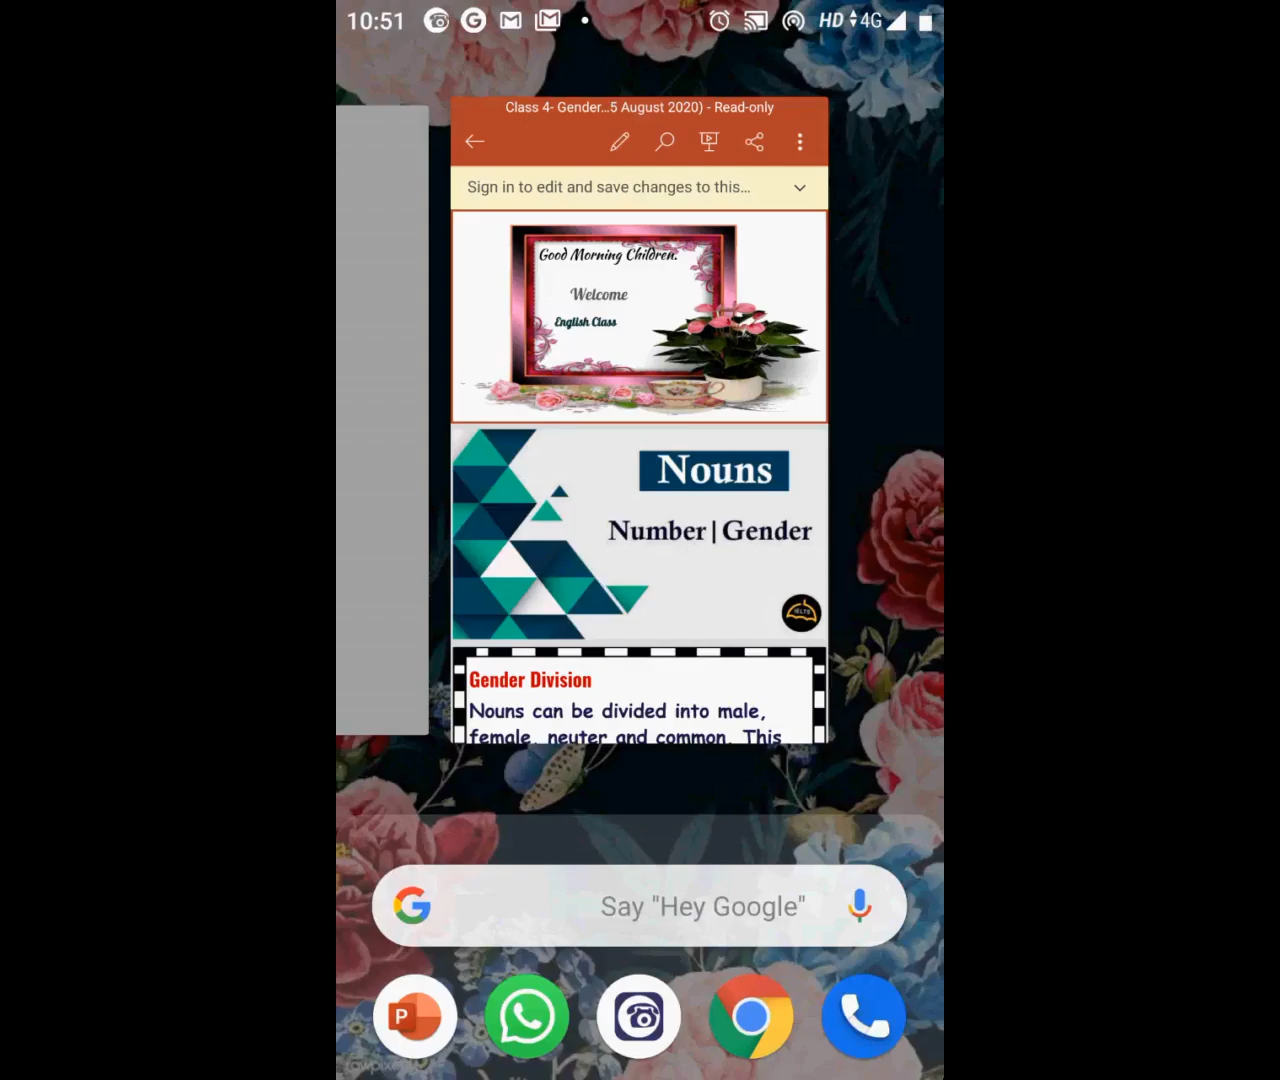 10:51 HD 4G
Class 4- Gender...5 August 2020) - Read-only
Sign in to edit and save changes to this...
Good Morning Children.
Welcome
English Class
Nouns
Number|Gender
IELTS
Gender Division
Nouns can be divided into male,
female, neuter and common. This
Say "Hey Google"
P